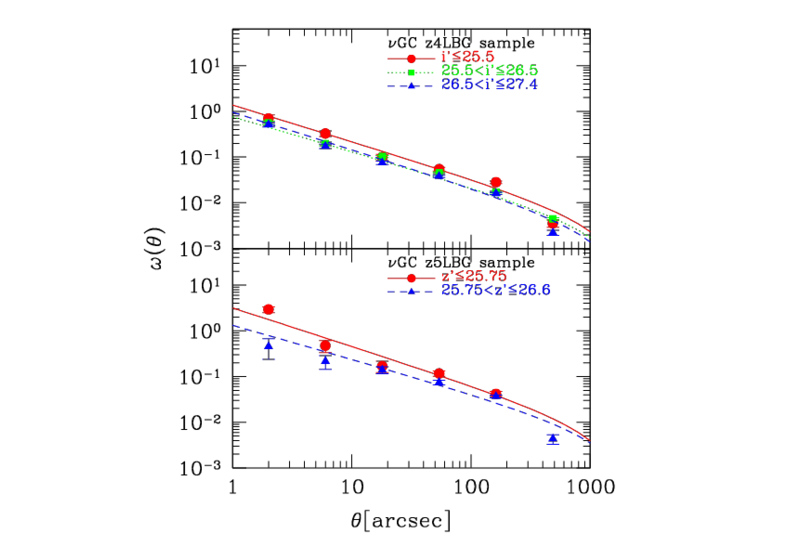 νGC z4LBG sample
i'≦25.5
25.5<i'≦26.5
26.5<i'≦27.4
10¹
10⁰
10⁻¹
10⁻²
10⁻³
ω(θ)
νGC z5LBG sample
z'≦25.75
25.75<z'≦26.6
10¹
10⁰
10⁻¹
10⁻²
10⁻³
1 10 100 1000
θ[arcsec]